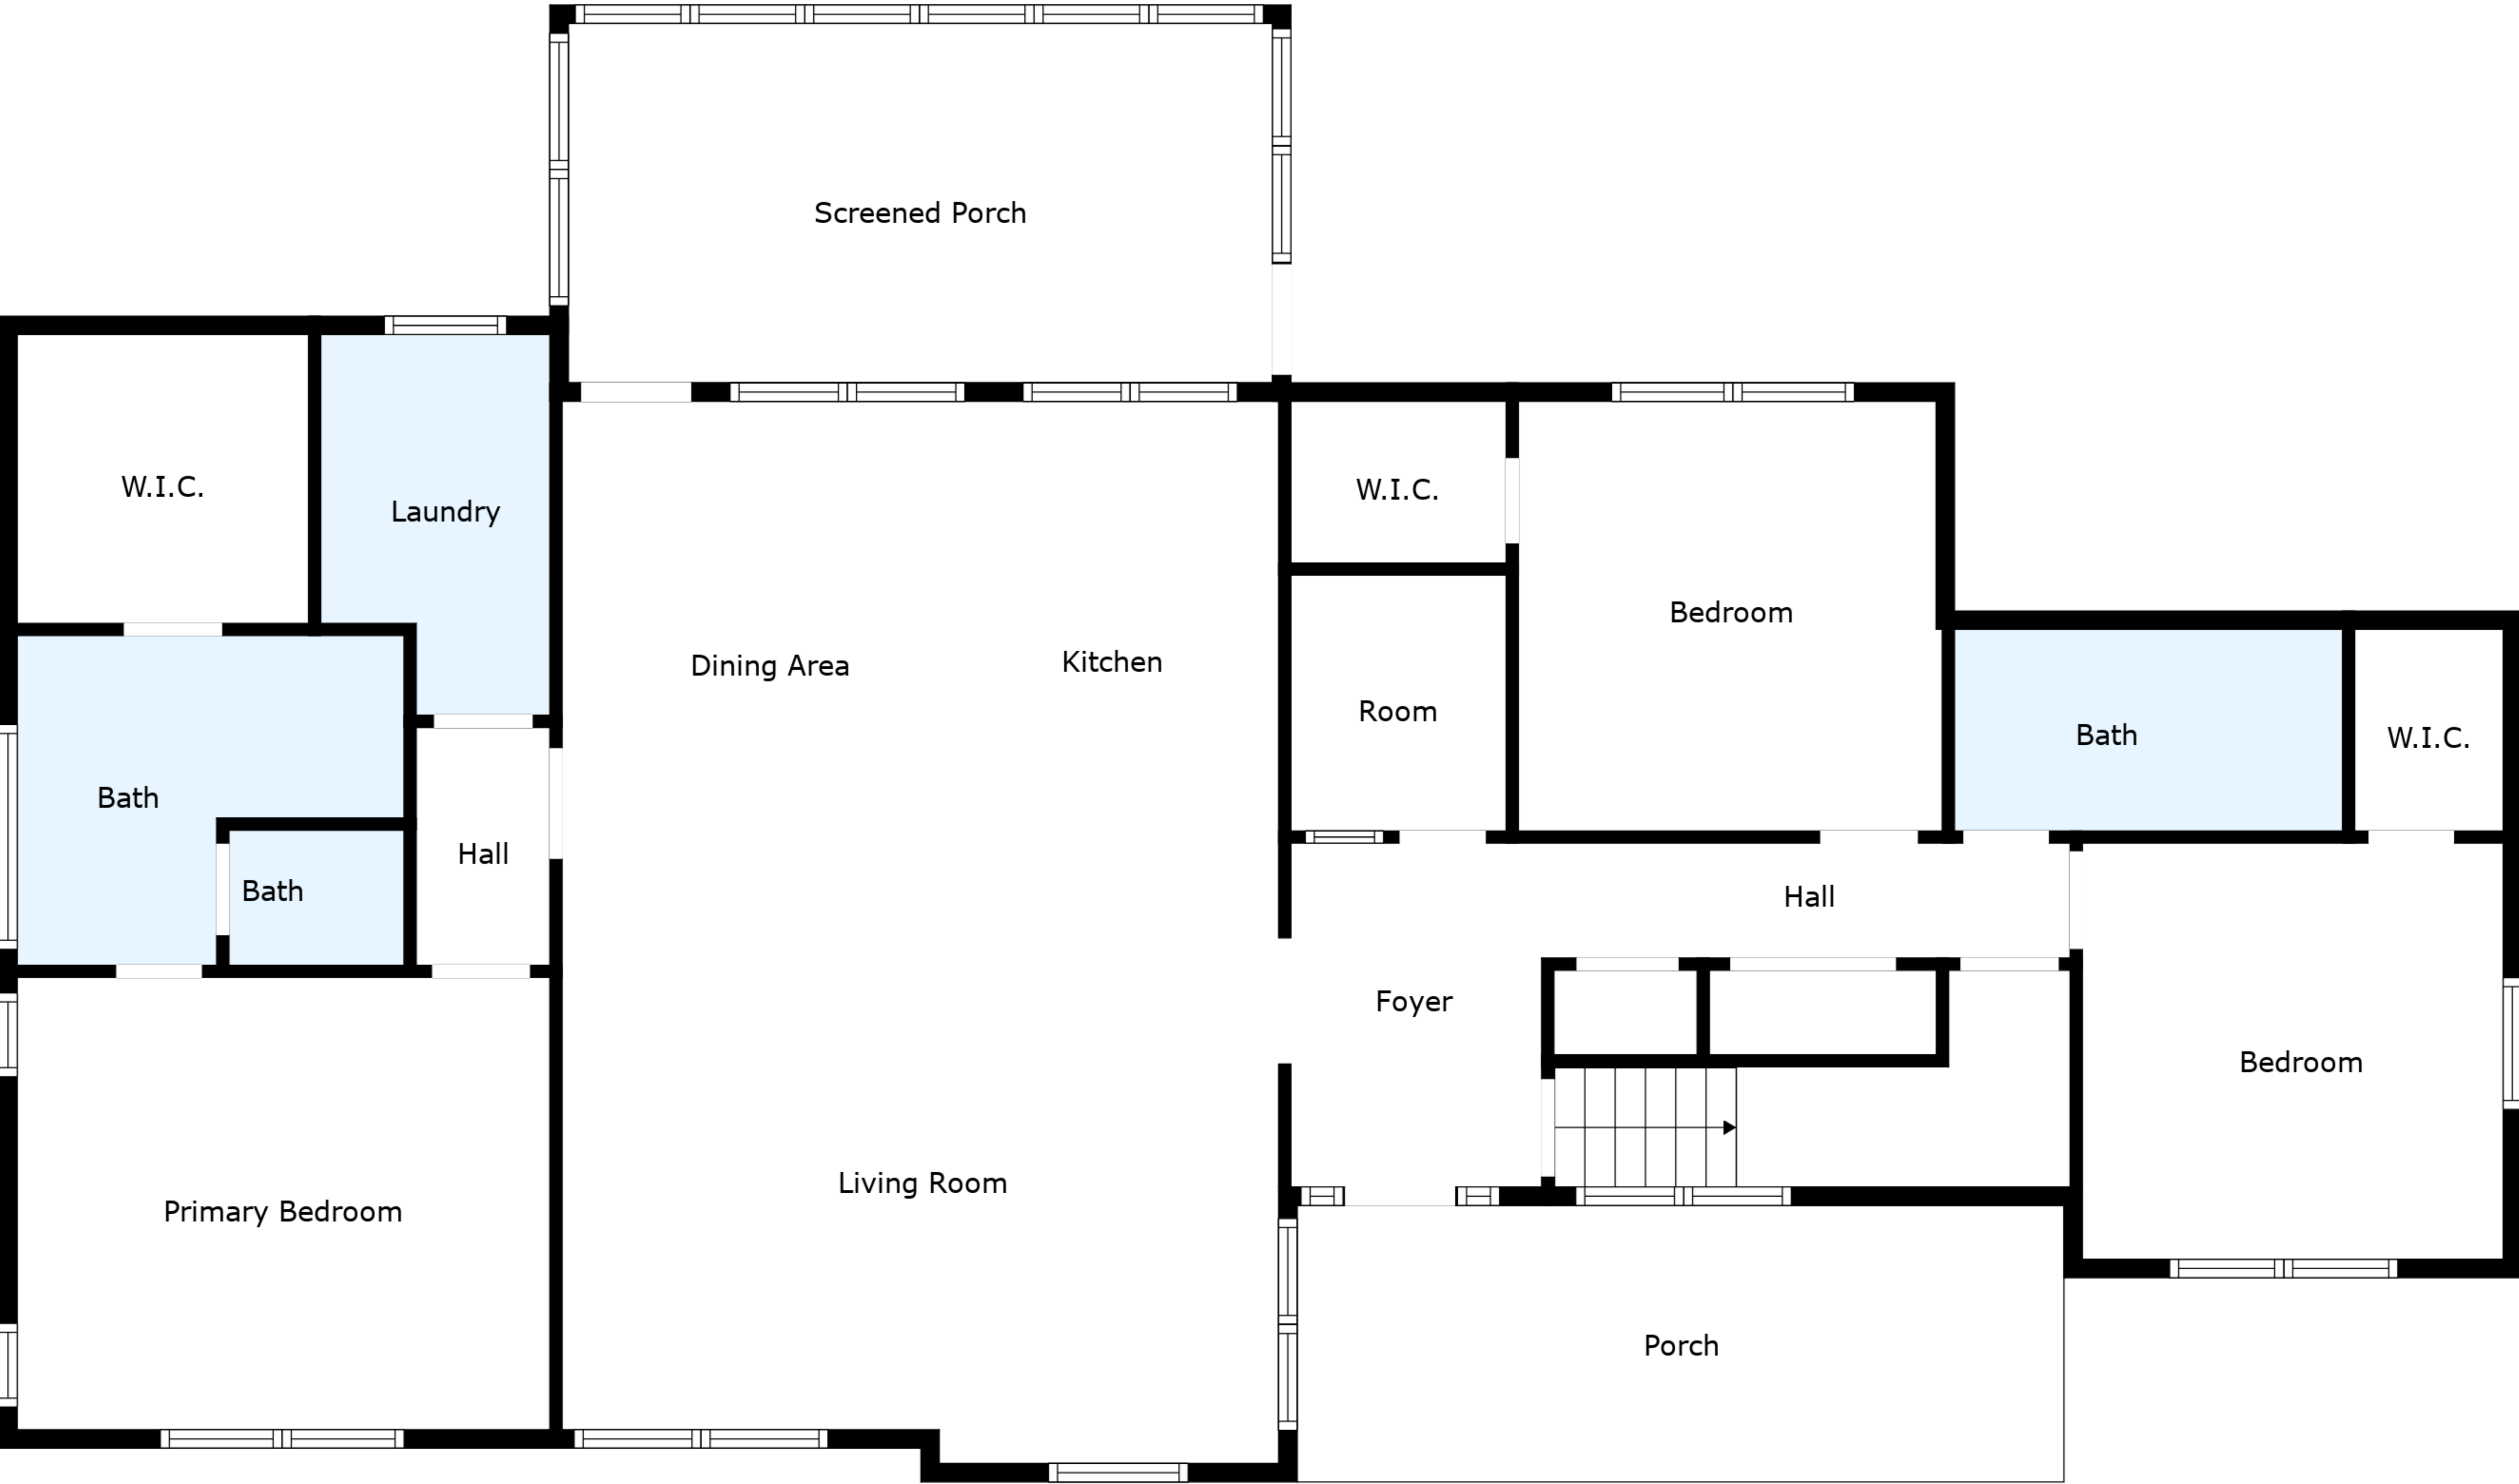 Screened Porch
W.I.C.
Laundry
W.I.C.
Bedroom
Dining Area
Kitchen
Room
Bath
W.I.C.
Bath
Hall
Bath
Hall
Foyer
Bedroom
Living Room
Primary Bedroom
Porch